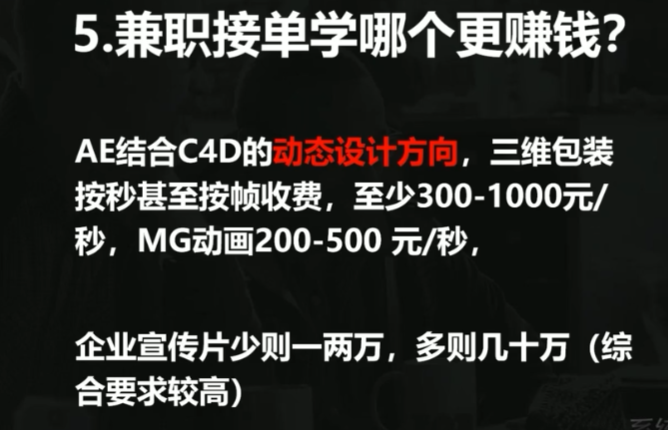 5.兼职接单学哪个更赚钱？
AE结合C4D的动态设计方向，三维包装
按秒甚至按帧收费，至少300-1000元/
秒，MG动画200-500 元/秒，
企业宣传片少则一两万，多则几十万（综
合要求较高）